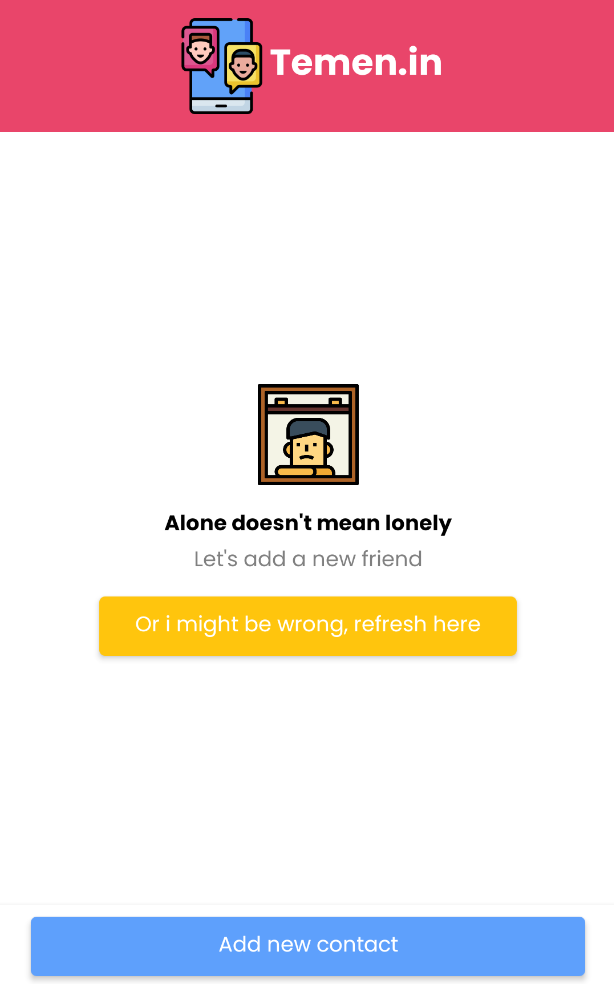 Temen.in
Alone doesn't mean lonely
Let's add a new friend
Or i might be wrong, refresh here
Add new contact